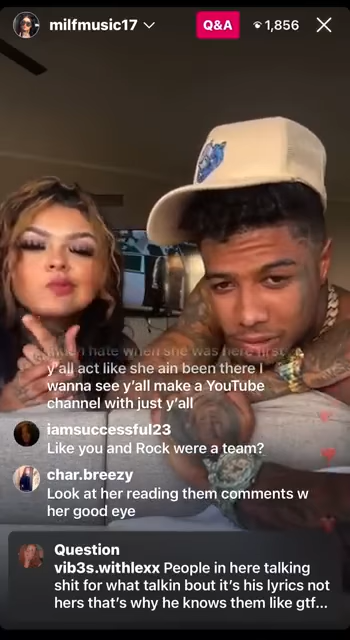 milfmusic17
Q&A
1,856
hate when she was here first
y'all act like she ain been there I
wanna see y'all make a YouTube
channel with just y'all
iamsuccessful23
Like you and Rock were a team?
char.breezy
Look at her reading them comments w
her good eye
Question
vib3s.withlexx People in here talking
shit for what talkin bout it's his lyrics not
hers that's why he knows them like gtf...